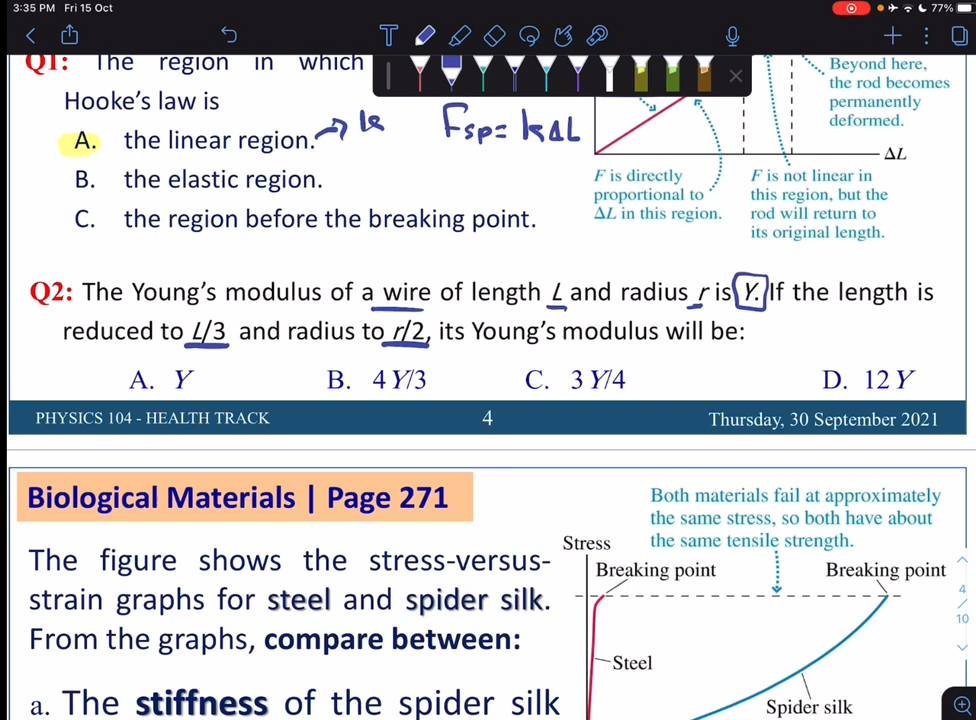 3:35 PM Fri 15 Oct
77%
Q1: The region in which
Hooke's law is
A. the linear region.
B. the elastic region.
C. the region before the breaking point.
Fsp = kΔL
Beyond here,
the rod becomes
permanently
deformed.
ΔL
F is directly
proportional to
ΔL in this region.
F is not linear in
this region, but the
rod will return to
its original length.
Q2: The Young's modulus of a wire of length L and radius r is Y. If the length is
reduced to L/3 and radius to r/2, its Young's modulus will be:
A. Y B. 4Y/3 C. 3Y/4 D. 12Y
PHYSICS 104 - HEALTH TRACK 4 Thursday, 30 September 2021
Biological Materials | Page 271
The figure shows the stress-versus-
strain graphs for steel and spider silk.
From the graphs, compare between:
a. The stiffness of the spider silk
Both materials fail at approximately
the same stress, so both have about
the same tensile strength.
Stress
Breaking point Breaking point
Steel
Spider silk
4
10